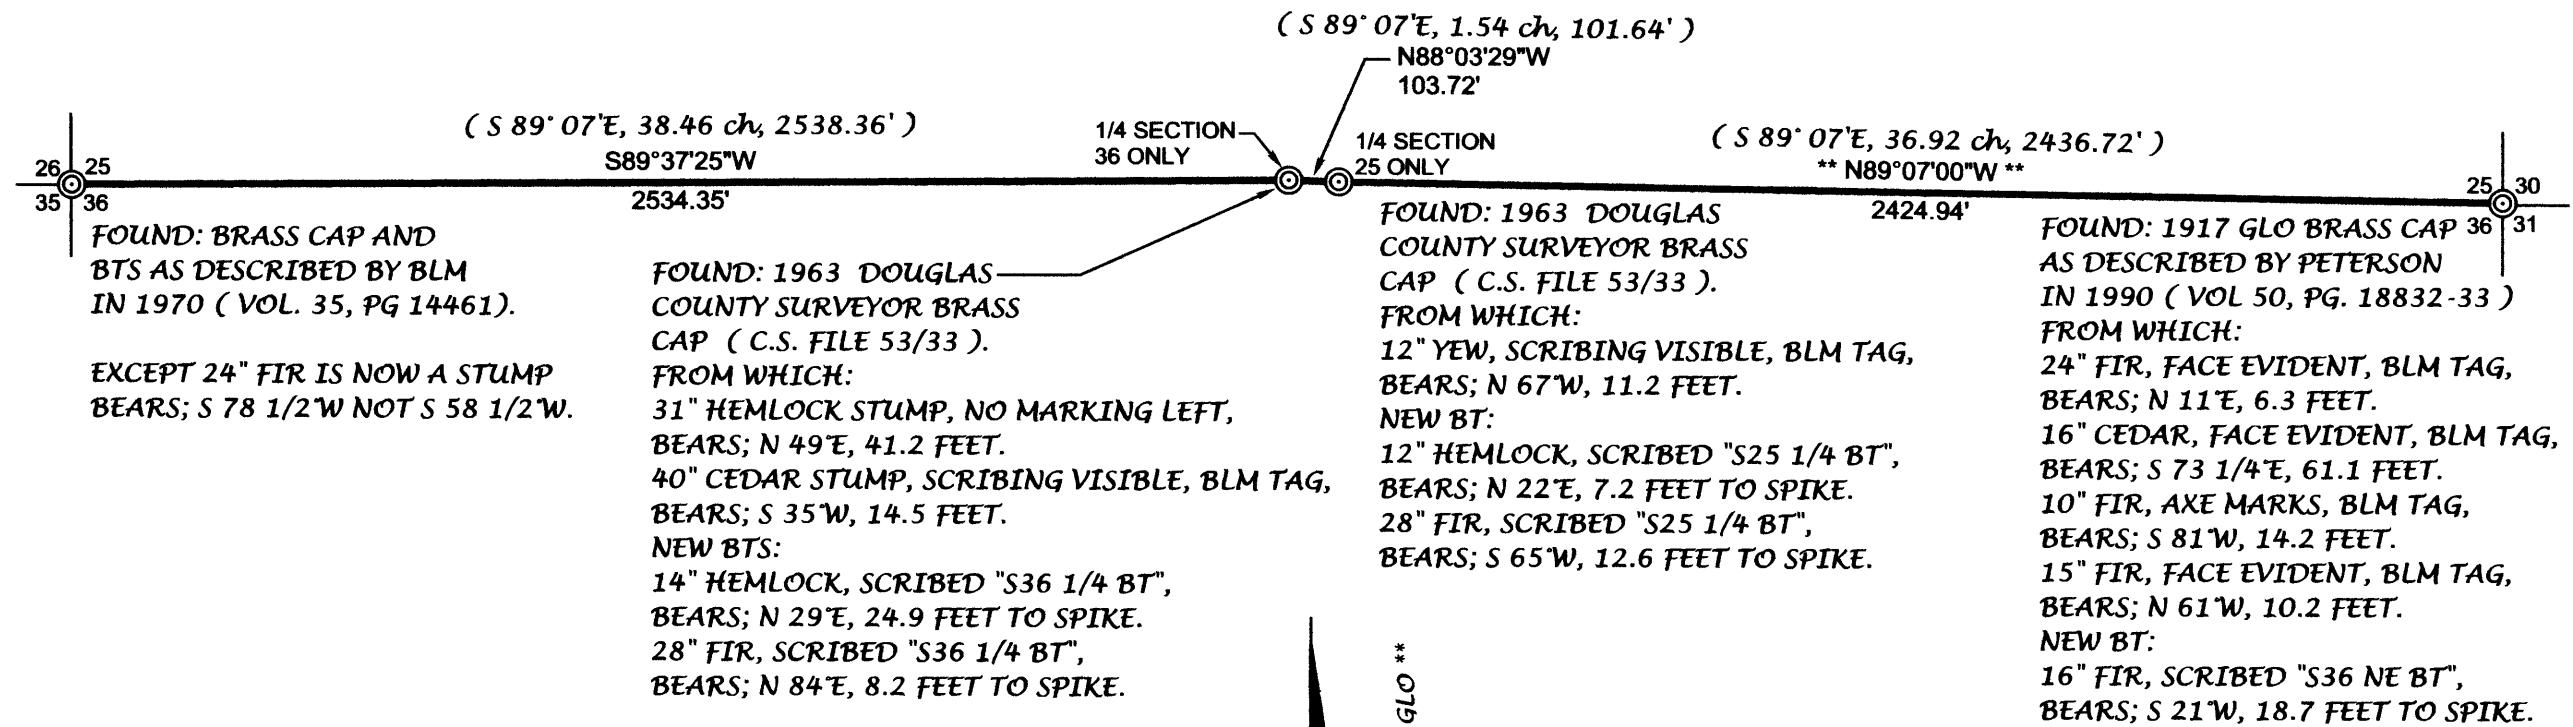 ( S 89° 07'E, 1.54 ch, 101.64' )
N88°03'29"W
103.72'
( S 89° 07'E, 38.46 ch, 2538.36' )
S89°37'25"W
2534.35'
1/4 SECTION
36 ONLY
1/4 SECTION
25 ONLY
( S 89° 07'E, 36.92 ch, 2436.72' )
** N89°07'00"W **
2424.94'
26 25
35 36
25 30
36 31
FOUND: BRASS CAP AND
BTS AS DESCRIBED BY BLM
IN 1970 ( VOL. 35, PG 14461).
EXCEPT 24" FIR IS NOW A STUMP
BEARS; S 78 1/2°W NOT S 58 1/2°W.
FOUND: 1963 DOUGLAS
COUNTY SURVEYOR BRASS
CAP ( C.S. FILE 53/33 ).
FROM WHICH:
31" HEMLOCK STUMP, NO MARKING LEFT,
BEARS; N 49°E, 41.2 FEET.
40" CEDAR STUMP, SCRIBING VISIBLE, BLM TAG,
BEARS; S 35°W, 14.5 FEET.
NEW BTS:
14" HEMLOCK, SCRIBED "S36 1/4 BT",
BEARS; N 29°E, 24.9 FEET TO SPIKE.
28" FIR, SCRIBED "S36 1/4 BT",
BEARS; N 84°E, 8.2 FEET TO SPIKE.
FOUND: 1963 DOUGLAS
COUNTY SURVEYOR BRASS
CAP ( C.S. FILE 53/33 ).
FROM WHICH:
12" YEW, SCRIBING VISIBLE, BLM TAG,
BEARS; N 67°W, 11.2 FEET.
NEW BT:
12" HEMLOCK, SCRIBED "S25 1/4 BT",
BEARS; N 22°E, 7.2 FEET TO SPIKE.
28" FIR, SCRIBED "S25 1/4 BT",
BEARS; S 65°W, 12.6 FEET TO SPIKE.
FOUND: 1917 GLO BRASS CAP
AS DESCRIBED BY PETERSON
IN 1990 ( VOL 50, PG. 18832-33 )
FROM WHICH:
24" FIR, FACE EVIDENT, BLM TAG,
BEARS; N 11°E, 6.3 FEET.
16" CEDAR, FACE EVIDENT, BLM TAG,
BEARS; S 73 1/4°E, 61.1 FEET.
10" FIR, AXE MARKS, BLM TAG,
BEARS; S 81°W, 14.2 FEET.
15" FIR, FACE EVIDENT, BLM TAG,
BEARS; N 61°W, 10.2 FEET.
NEW BT:
16" FIR, SCRIBED "S36 NE BT",
BEARS; S 21°W, 18.7 FEET TO SPIKE.
GLO **